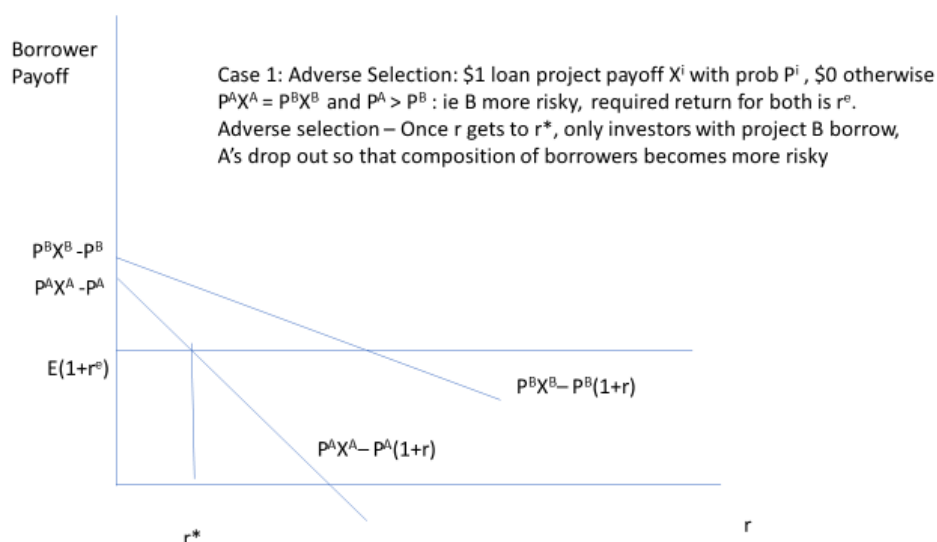 Borrower
Payoff
Case 1: Adverse Selection: $1 loan project payoff Xⁱ with prob Pⁱ , $0 otherwise
PᴬXᴬ = PᴮXᴮ and Pᴬ > Pᴮ : ie B more risky, required return for both is rᵉ.
Adverse selection – Once r gets to r*, only investors with project B borrow,
A's drop out so that composition of borrowers becomes more risky
PᴮXᴮ -Pᴮ
PᴬXᴬ -Pᴬ
E(1+rᵉ)
PᴮXᴮ– Pᴮ(1+r)
PᴬXᴬ– Pᴬ(1+r)
r
r*